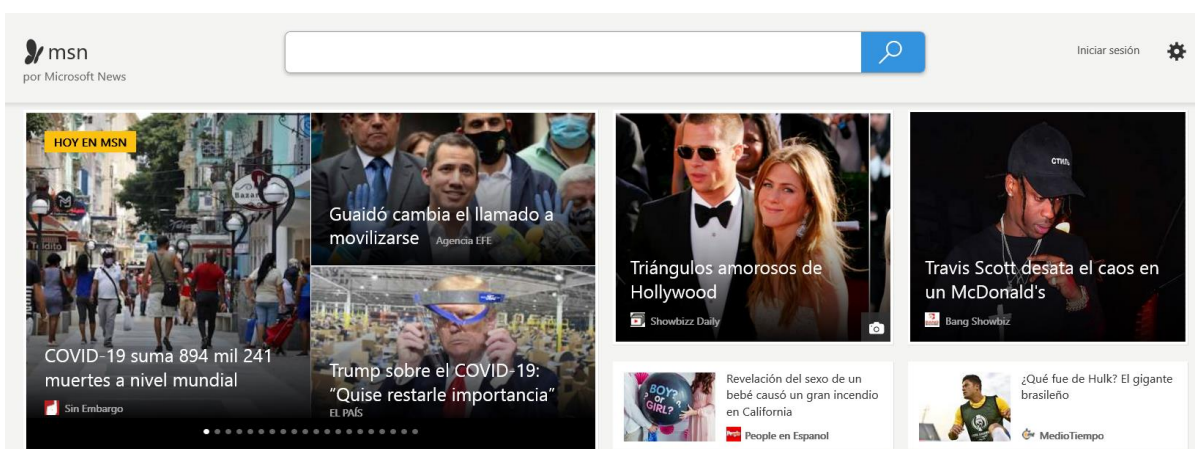 msn
por Microsoft News
Iniciar sesión
HOY EN MSN
COVID-19 suma 894 mil 241
muertes a nivel mundial
Sin Embargo
Guaidó cambia el llamado a
movilizarse Agencia EFE
Trump sobre el COVID-19:
“Quise restarle importancia”
EL PAÍS
Triángulos amorosos de
Hollywood
Showbizz Daily
Travis Scott desata el caos en
un McDonald's
Bang Showbiz
BOY?
or
GIRL?
Revelación del sexo de un
bebé causó un gran incendio
en California
People en Espanol
¿Qué fue de Hulk? El gigante
brasileño
MedioTiempo